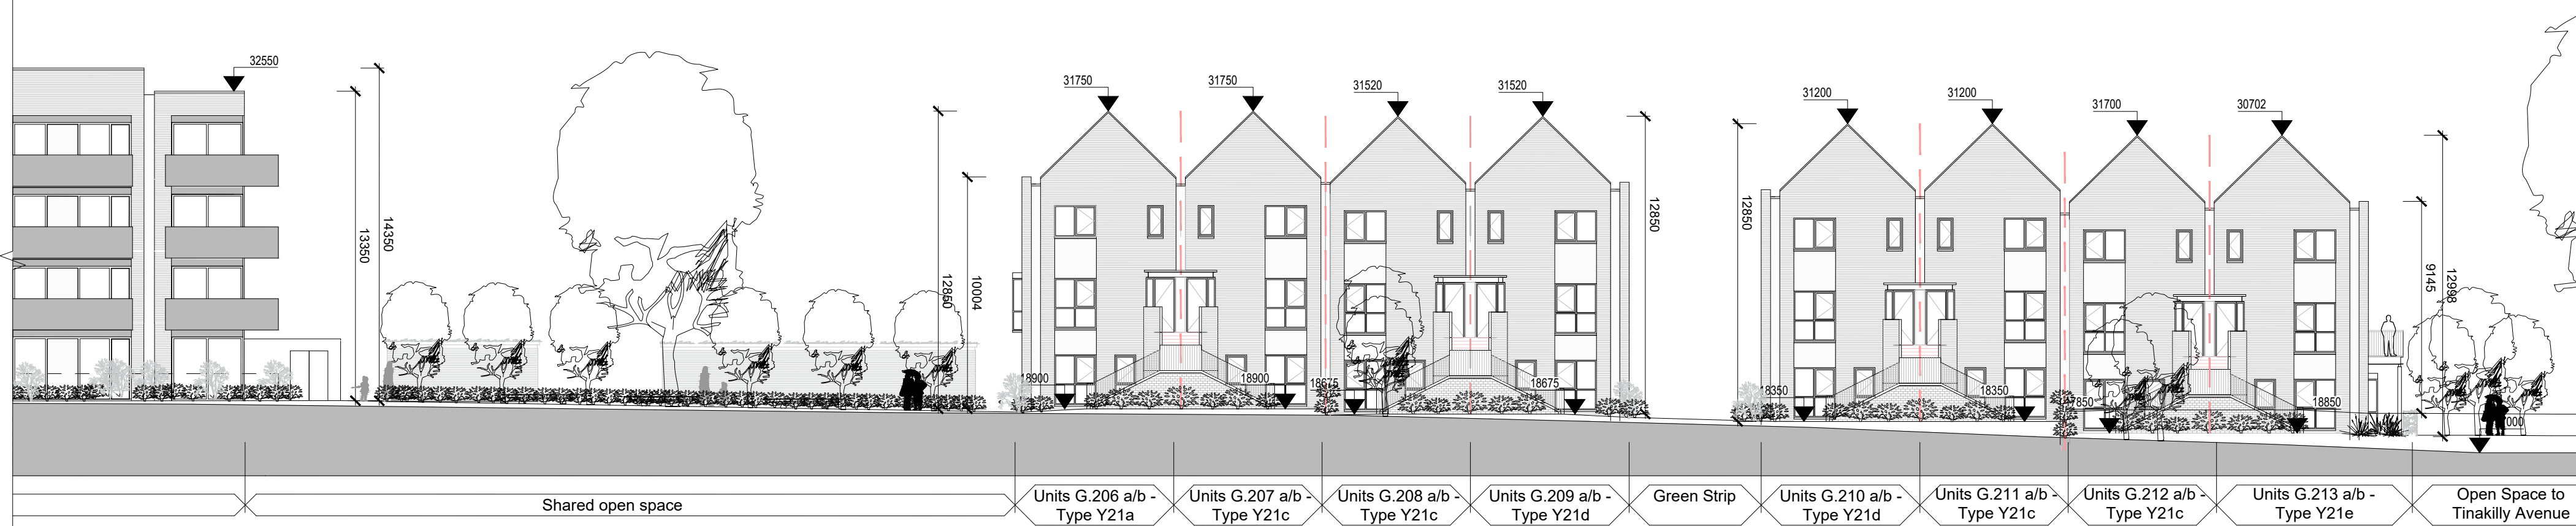 32550
31750
31750
31520
31520
31200
31200
31700
30702
14350
13350
12850
10004
12850
12850
9145
12998
18900
18900
18675
18675
18350
18350
18850
Shared open space
Units G.206 a/b -
Type Y21a
Units G.207 a/b -
Type Y21c
Units G.208 a/b -
Type Y21c
Units G.209 a/b -
Type Y21d
Green Strip
Units G.210 a/b -
Type Y21d
Units G.211 a/b -
Type Y21c
Units G.212 a/b -
Type Y21c
Units G.213 a/b -
Type Y21e
Open Space to
Tinakilly Avenue